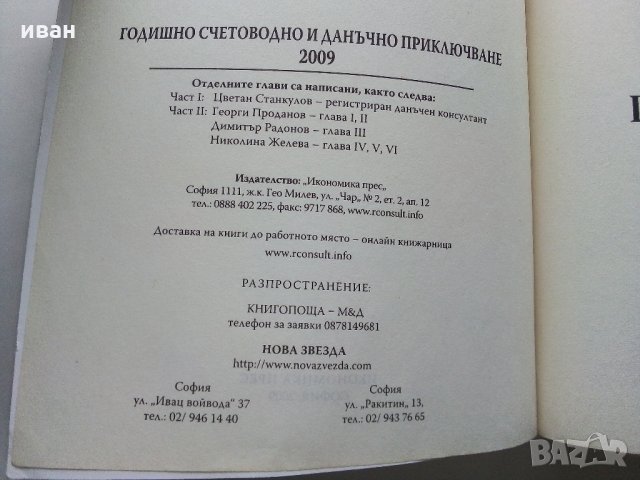 иван
ГОДИШНО СЧЕТОВОДНО И ДАНЪЧНО ПРИКЛЮЧВАНЕ
2009
Отделните глави са написани, както следва:
Част I: Цветан Станкулов – регистриран данъчен консултант
Част II: Георги Проданов – глава I, II
Димитър Радонов – глава III
Николина Желева – глава IV, V, VI
Издателство: „Икономика прес“
София 1111, ж.к. Гео Милев, ул. „Чар„ № 2, ет. 2, ап. 12
тел.: 0888 402 225, факс: 9717 868, www.rconsult.info
Доставка на книги до работното място – онлайн книжарница
www.rconsult.info
РАЗПРОСТРАНЕНИЕ:
КНИГОПОЩА – М&Д
телефон за заявки 0878149681
НОВА ЗВЕЗДА
http://www.novazvezda.com
София
ул. „Ивац войвода“ 37
тел.: 02/ 946 14 40
София
ул. „Ракитин“, 13,
тел.: 02/ 943 76 65
BAZAR
bg